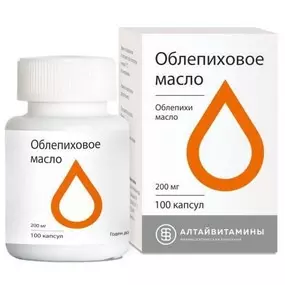 Облепиховое
масло
200 мг
100 капсул
Облепиховое
масло
Облепихи
масло
200 мг
100 капсул
АЛТАЙВИТАМИНЫ